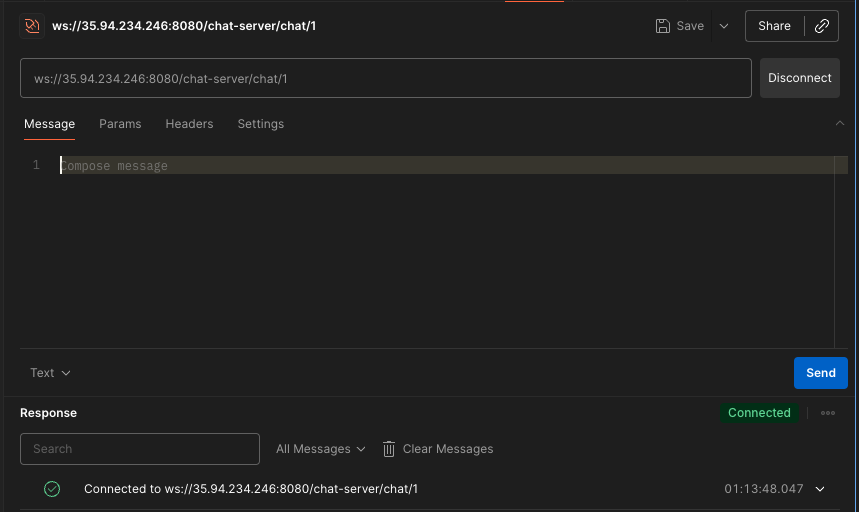 ws://35.94.234.246:8080/chat-server/chat/1
Save
Share
ws://35.94.234.246:8080/chat-server/chat/1
Disconnect
Message Params Headers Settings
1 Compose message
Text
Send
Response
Connected
Search
All Messages
Clear Messages
Connected to ws://35.94.234.246:8080/chat-server/chat/1
01:13:48.047